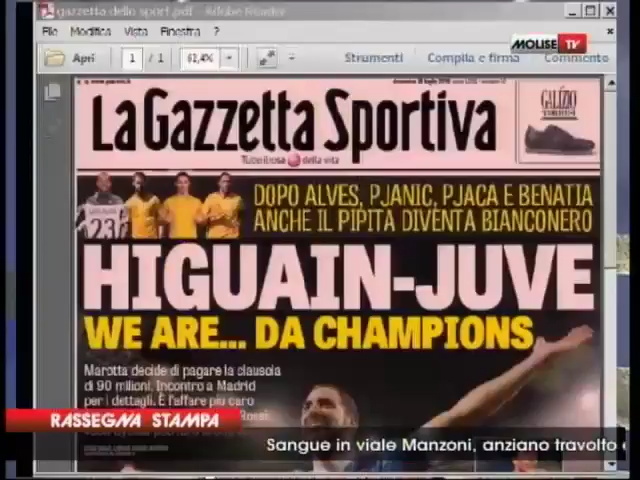 gazzetta dello sport.pdf - Adobe Reader
File Modifica Vista Finestra ?
MOLISE TV
Apri 1 / 1 61,4% Strumenti Compila e firma Commento
La Gazzetta Sportiva
Tutto il rosa della vita
GALIZIO
TORRESI
DOPO ALVES, PJANIC, PJACA E BENATIA
23
ANCHE IL PIPITA DIVENTA BIANCONERO
HIGUAIN-JUVE
WE ARE... DA CHAMPIONS
Marotta decide di pagare la clausola
di 90 milioni. Incontro a Madrid
per i dettagli. È l'affare più caro
Rossi
RASSEGNA STAMPA
Sangue in viale Manzoni, anziano travolto